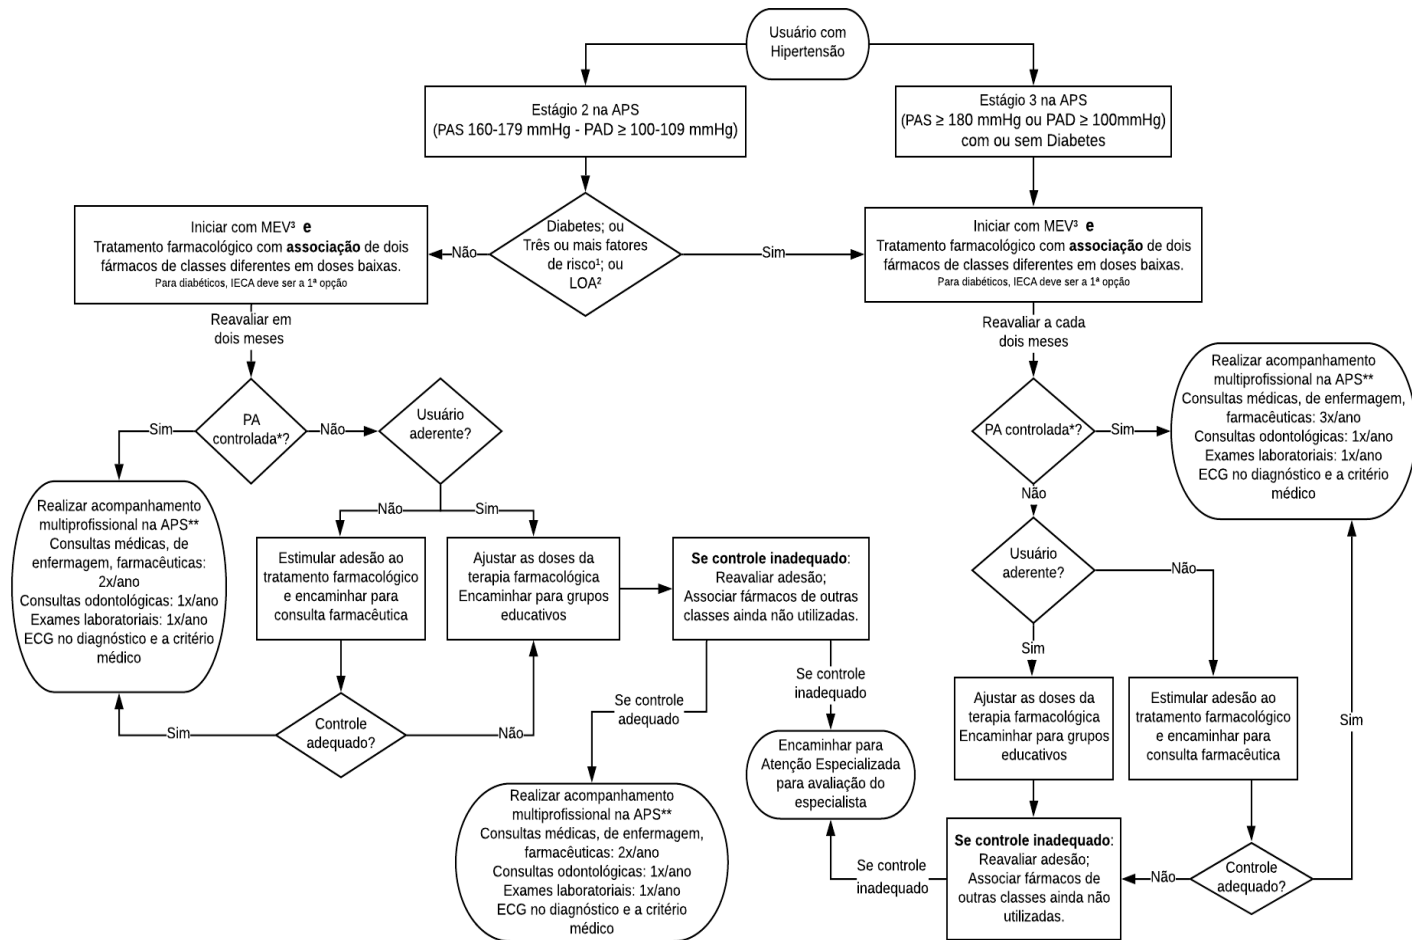 Usuário com
Hipertensão
Estágio 2 na APS
(PAS 160-179 mmHg - PAD ≥ 100-109 mmHg)
Estágio 3 na APS
(PAS ≥ 180 mmHg ou PAD ≥ 100mmHg)
com ou sem Diabetes
Iniciar com MEV³ e
Tratamento farmacológico com associação de dois
fármacos de classes diferentes em doses baixas.
Para diabéticos, IECA deve ser a 1ª opção
Não
Diabetes; ou
Três ou mais fatores
de risco¹; ou
LOA²
Sim
Iniciar com MEV³ e
Tratamento farmacológico com associação de dois
fármacos de classes diferentes em doses baixas.
Para diabéticos, IECA deve ser a 1ª opção
Reavaliar em
dois meses
Reavaliar a cada
dois meses
Sim
PA
controlada*?
Não
Usuário
aderente?
PA controlada*?
Sim
Realizar acompanhamento
multiprofissional na APS**
Consultas médicas, de enfermagem,
farmacêuticas: 3x/ano
Consultas odontológicas: 1x/ano
Exames laboratoriais: 1x/ano
ECG no diagnóstico e a critério
médico
Realizar acompanhamento
multiprofissional na APS**
Consultas médicas, de
enfermagem, farmacêuticas:
2x/ano
Consultas odontológicas: 1x/ano
Exames laboratoriais: 1x/ano
ECG no diagnóstico e a critério
médico
Não
Sim
Estimular adesão ao
tratamento farmacológico
e encaminhar para
consulta farmacêutica
Ajustar as doses da
terapia farmacológica
Encaminhar para grupos
educativos
Se controle inadequado:
Reavaliar adesão;
Associar fármacos de outras
classes ainda não utilizadas.
Não
Usuário
aderente?
Não
Sim
Sim
Controle
adequado?
Não
Se controle
adequado
Se controle
inadequado
Ajustar as doses da
terapia farmacológica
Encaminhar para grupos
educativos
Estimular adesão ao
tratamento farmacológico
e encaminhar para
consulta farmacêutica
Sim
Encaminhar para
Atenção Especializada
para avaliação do
especialista
Realizar acompanhamento
multiprofissional na APS**
Consultas médicas, de enfermagem,
farmacêuticas: 2x/ano
Consultas odontológicas: 1x/ano
Exames laboratoriais: 1x/ano
ECG no diagnóstico e a critério
médico
Se controle
inadequado
Se controle inadequado:
Reavaliar adesão;
Associar fármacos de
outras classes ainda não
utilizadas.
Não
Controle
adequado?